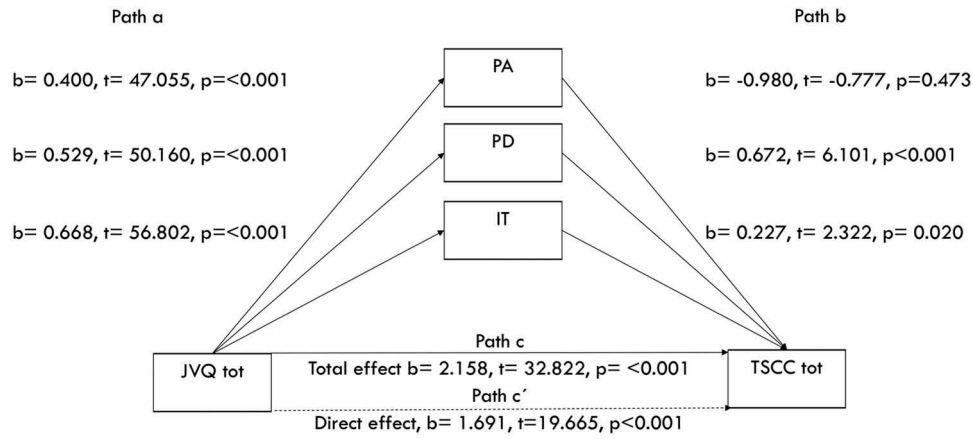 Path a
Path b
PA
b= 0.400, t= 47.055, p=<0.001
b= -0.980, t= -0.777, p=0.473
PD
b= 0.529, t= 50.160, p=<0.001
b= 0.672, t= 6.101, p<0.001
IT
b= 0.668, t= 56.802, p=<0.001
b= 0.227, t= 2.322, p= 0.020
Path c
JVQ tot
Total effect b= 2.158, t= 32.822, p= <0.001
TSCC tot
Path c´
Direct effect, b= 1.691, t=19.665, p<0.001